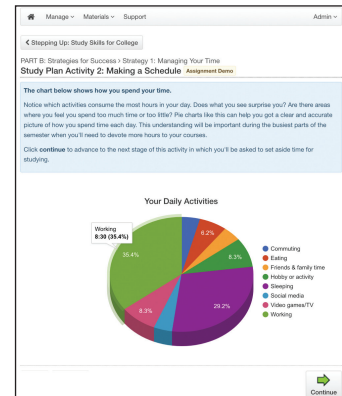 Manage Materials Support Admin
Stepping Up: Study Skills for College
PART B: Strategies for Success › Strategy 1: Managing Your Time
Study Plan Activity 2: Making a Schedule Assignment Demo
The chart below shows how you spend your time.
Notice which activities consume the most hours in your day. Does what you see surprise you? Are there areas
where you feel you spend too much time or too little? Pie charts like this can help you got a clear and accurate
picture of how you spend time each day. This understanding will be important during the busiest parts of the
semester when you'll need to devote more hours to your courses.
Click continue to advance to the next stage of this activity in which you'll be asked to set aside time for
studying.
Your Daily Activities
Working
8:30 (35.4%)
6.2%
35.4%
8.3%
29.2%
8.3%
Commuting
Eating
Friends & family time
Hobby or activity
Sleeping
Social media
Video games/TV
Working
Continue